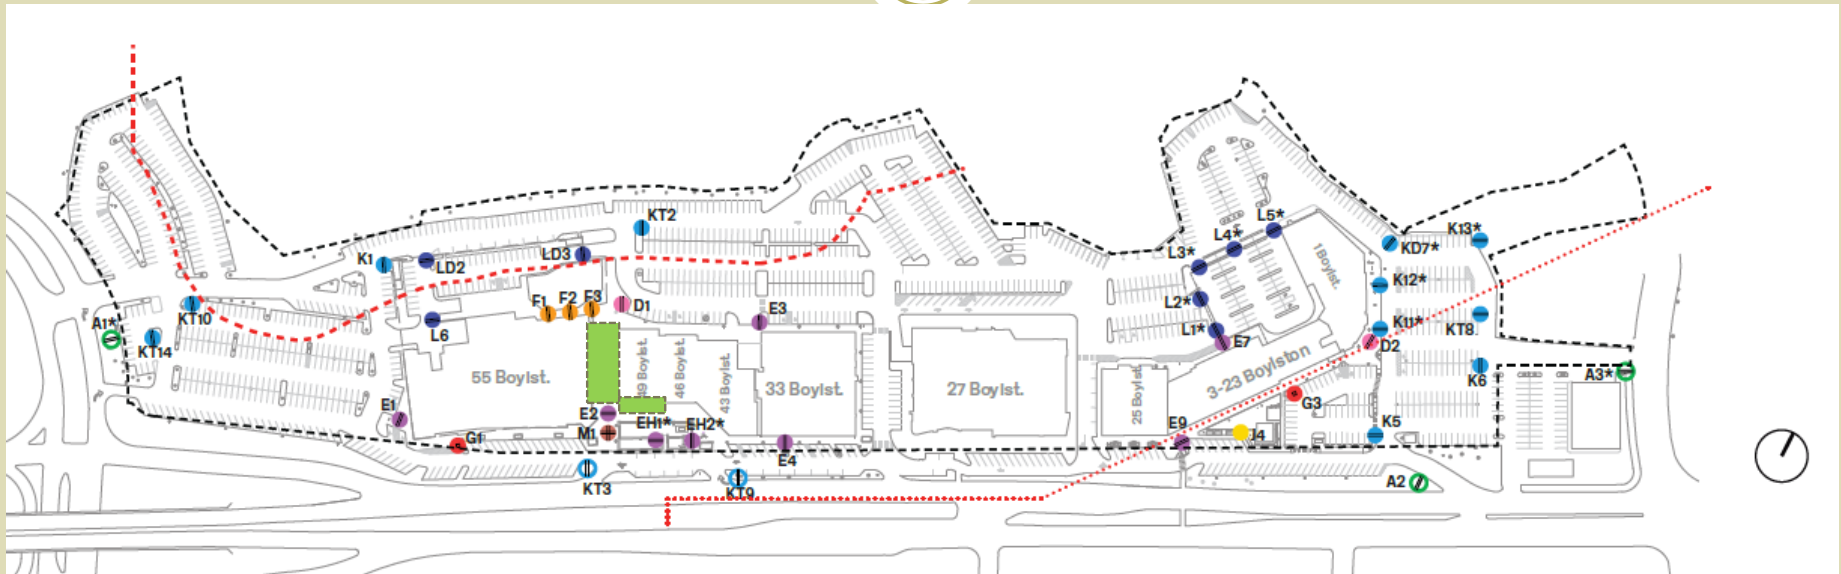 KT2
L5*
K13*
L4*
KD7*
L3*
1Boylst.
K1
LD2
LD3
K12*
L2*
F1
F2
F3
D1
E3
KT10
A1*
L6
L1*
K11*
KT8
E7
D2
KT14
55 Boylst.
49 Boylst.
46 Boylst.
43 Boylst.
33 Boylst.
27 Boylst.
25 Boylst.
3-23 Boylston
K6
A3*
E1
E2
G3
EH1*
EH2*
E9
K5
G1
M1
J4
E4
KT3
KT9
A2